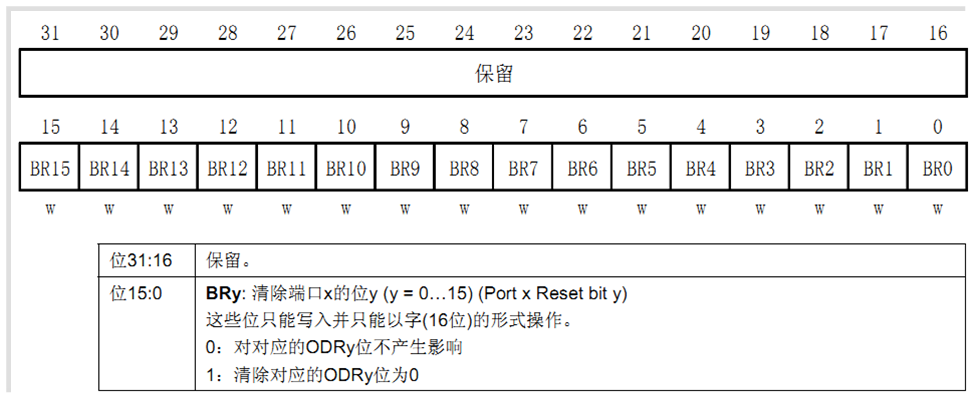 31 30 29 28 27 26 25 24 23 22 21 20 19 18 17 16
保留
15 14 13 12 11 10 9 8 7 6 5 4 3 2 1 0
BR15 BR14 BR13 BR12 BR11 BR10 BR9 BR8 BR7 BR6 BR5 BR4 BR3 BR2 BR1 BR0
w w w w w w w w w w w w w w w w
位31:16 保留。
位15:0 BRy: 清除端口x的位y (y = 0…15) (Port x Reset bit y)
这些位只能写入并只能以字(16位)的形式操作。
0：对对应的ODRy位不产生影响
1：清除对应的ODRy位为0